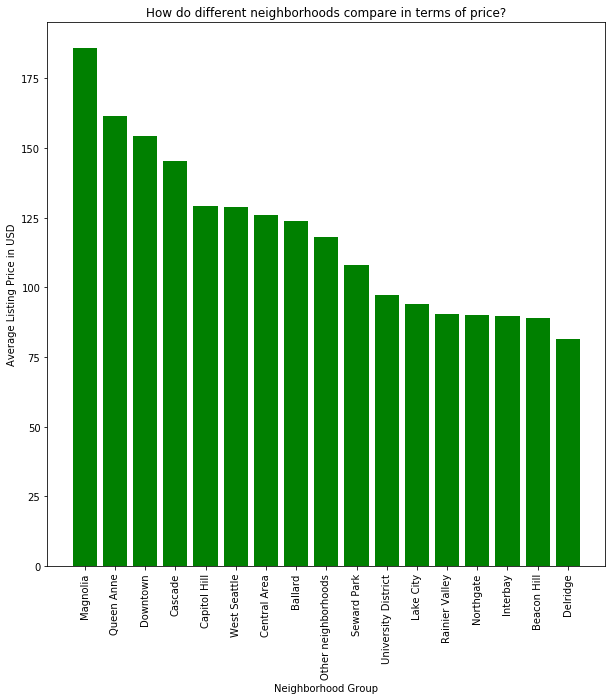 How do different neighborhoods compare in terms of price?
Average Listing Price in USD
175
150
125
100
75
50
25
0
Magnolia
Queen Anne
Downtown
Cascade
Capitol Hill
West Seattle
Central Area
Ballard
Other neighborhoods
Seward Park
University District
Lake City
Rainier Valley
Northgate
Interbay
Beacon Hill
Delridge
Neighborhood Group